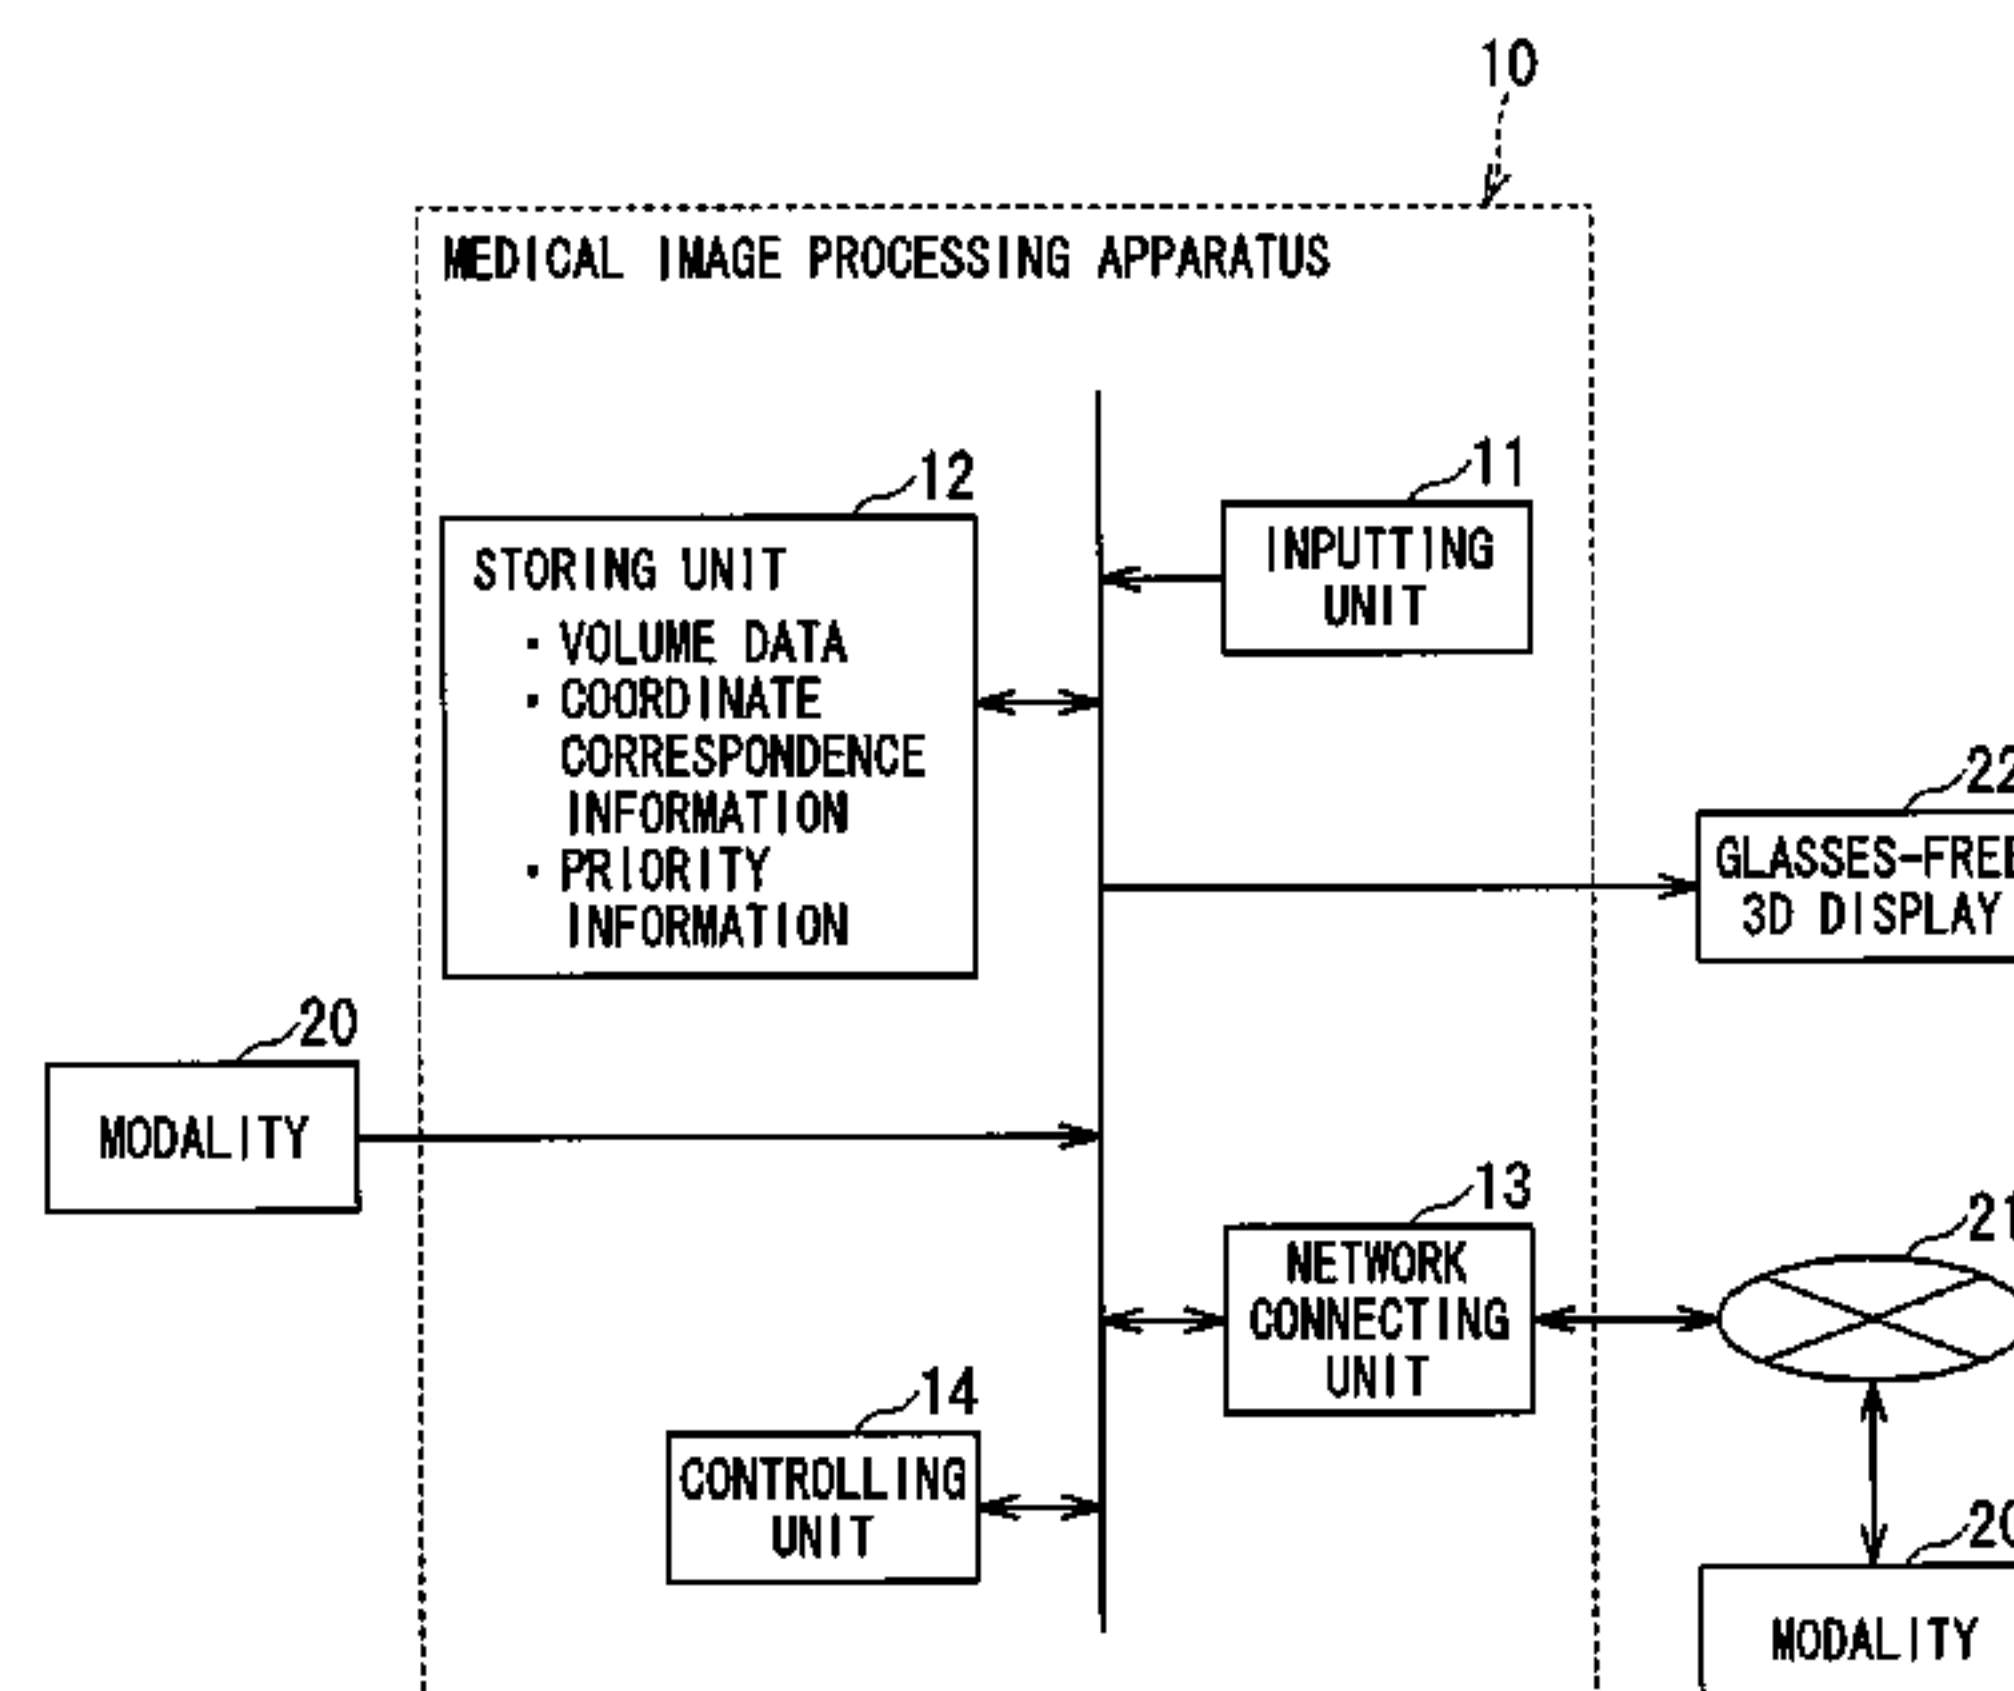 10
MEDICAL IMAGE PROCESSING APPARATUS
12
STORING UNIT
・VOLUME DATA
・COORDINATE
CORRESPONDENCE
INFORMATION
・PRIORITY
INFORMATION
11
INPUTTING
UNIT
22
GLASSES-FREE
3D DISPLAY
20
MODALITY
13
NETWORK
CONNECTING
UNIT
21
14
CONTROLLING
UNIT
20
MODALITY